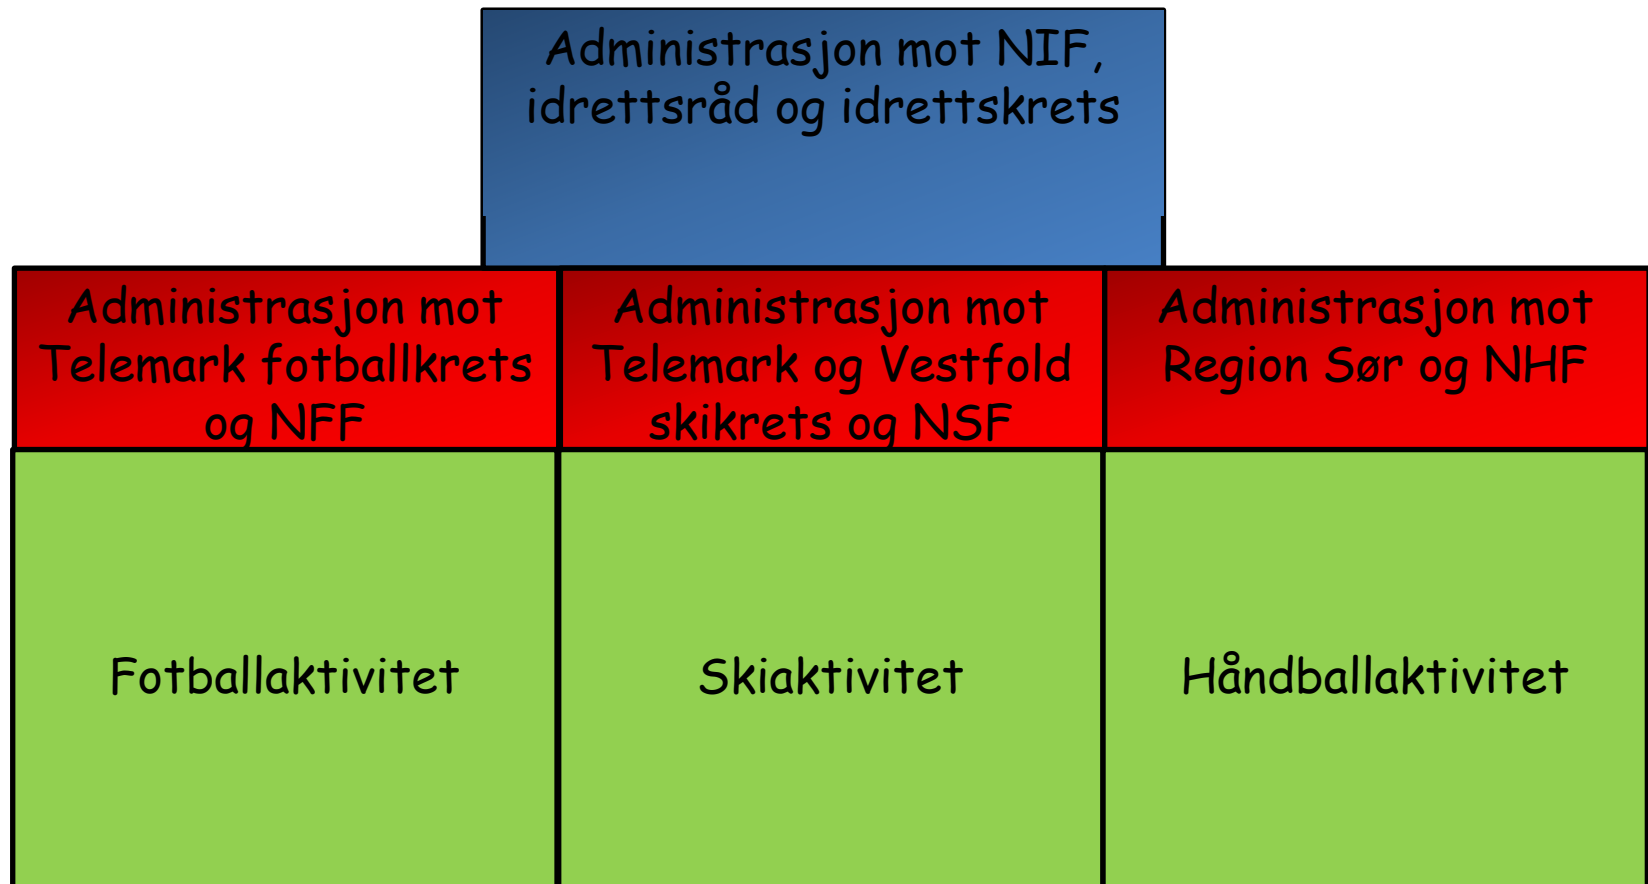 Administrasjon mot NIF,
idrettsråd og idrettskrets
Administrasjon mot
Telemark fotballkrets
og NFF
Administrasjon mot
Telemark og Vestfold
skikrets og NSF
Administrasjon mot
Region Sør og NHF
Fotballaktivitet
Skiaktivitet
Håndballaktivitet